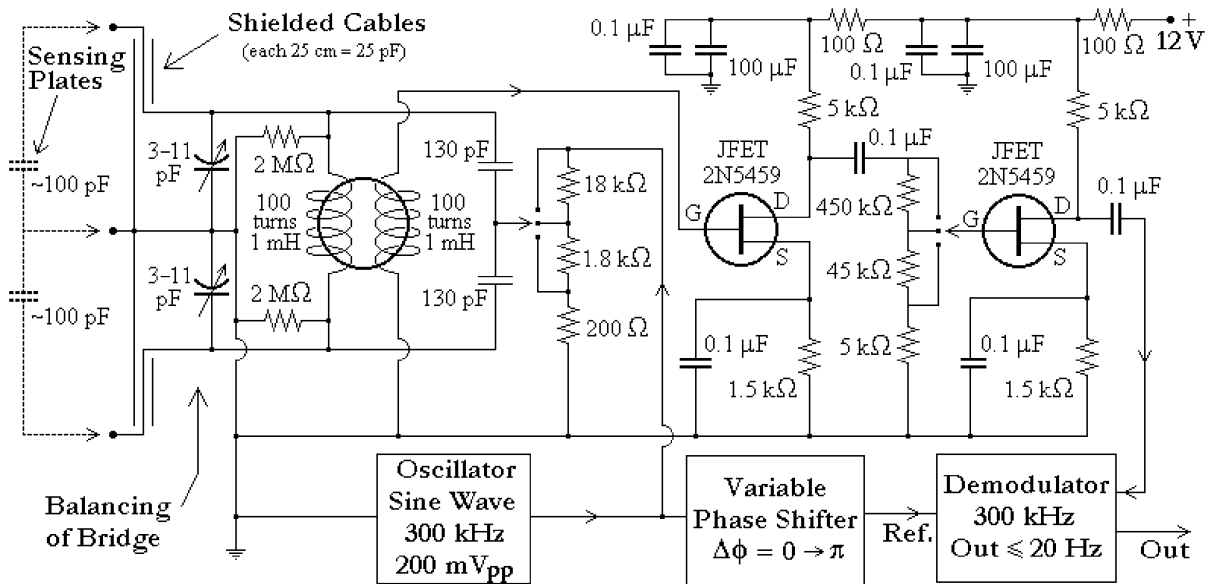 Shielded Cables
(each 25 cm = 25 pF)
Sensing
Plates
~100 pF
~100 pF
3–11
pF
3–11
pF
2 MΩ
2 MΩ
100
turns
1 mH
100
turns
1 mH
130 pF
130 pF
18 kΩ
1.8 kΩ
200 Ω
0.1 μF
100 μF
100 Ω
0.1 μF
100 μF
100 Ω
+
12 V
5 kΩ
5 kΩ
JFET
2N5459
G
D
S
0.1 μF
450 kΩ
45 kΩ
5 kΩ
JFET
2N5459
G
D
S
0.1 μF
0.1 μF
1.5 kΩ
0.1 μF
1.5 kΩ
Balancing
of Bridge
Oscillator
Sine Wave
300 kHz
200 mVpp
Variable
Phase Shifter
Δϕ = 0 → π
Ref.
Demodulator
300 kHz
Out ⩽ 20 Hz
Out